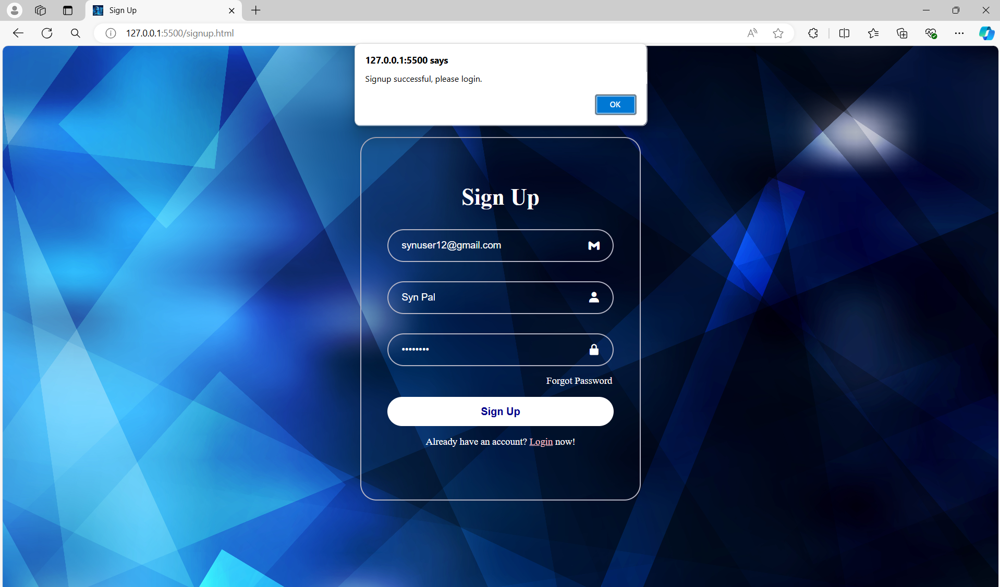 Sign Up
127.0.0.1:5500/signup.html
127.0.0.1:5500 says
Signup successful, please login.
OK
Sign Up
synuser12@gmail.com
Syn Pal
••••••••
Forgot Password
Sign Up
Already have an account? Login now!